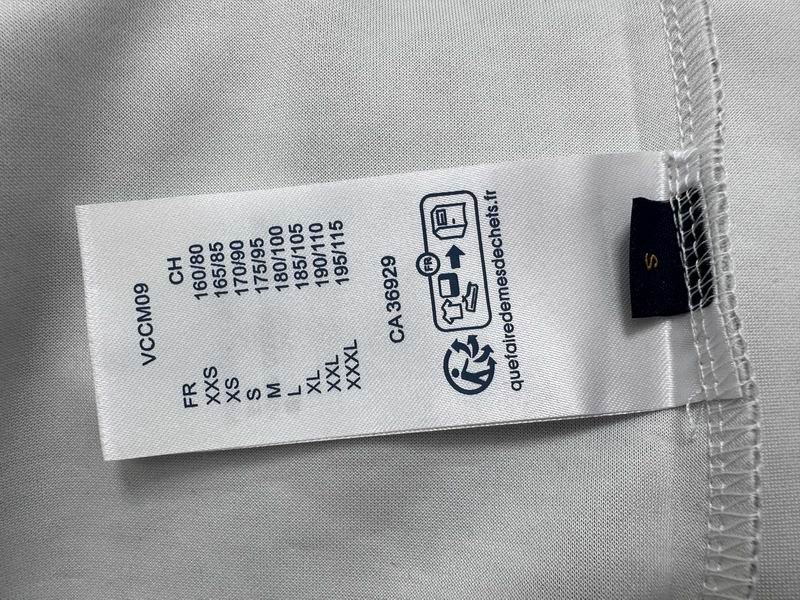 VCCM09
FR CH
XXS 160/80
XS 165/85
S 170/90
M 175/95
L 180/100
XL 185/105
XXL 190/110
XXXL 195/115
CA 36929
FR
quefairedemesdechets.fr
S